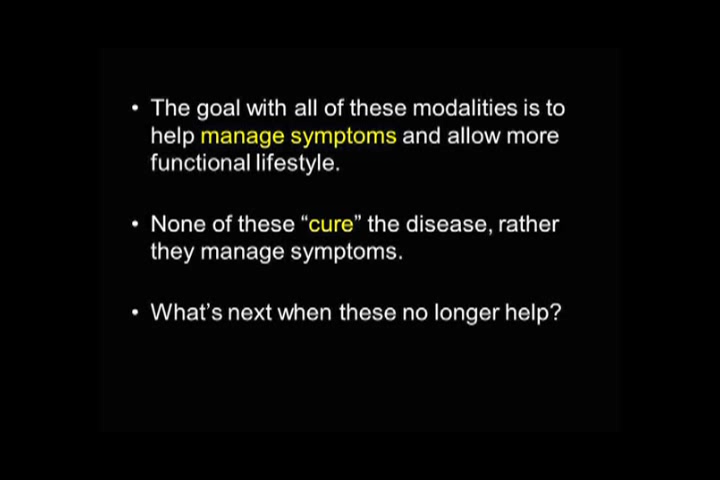 • The goal with all of these modalities is to
help manage symptoms and allow more
functional lifestyle.
• None of these “cure” the disease, rather
they manage symptoms.
• What’s next when these no longer help?